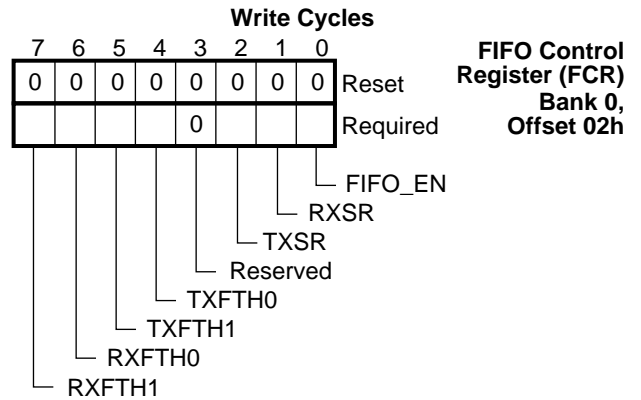 Write Cycles
7 6 5 4 3 2 1 0
FIFO Control
Register (FCR)
Bank 0,
Offset 02h
0 0 0 0 0 0 0 0 Reset
0 Required
FIFO_EN
RXSR
TXSR
Reserved
TXFTH0
TXFTH1
RXFTH0
RXFTH1